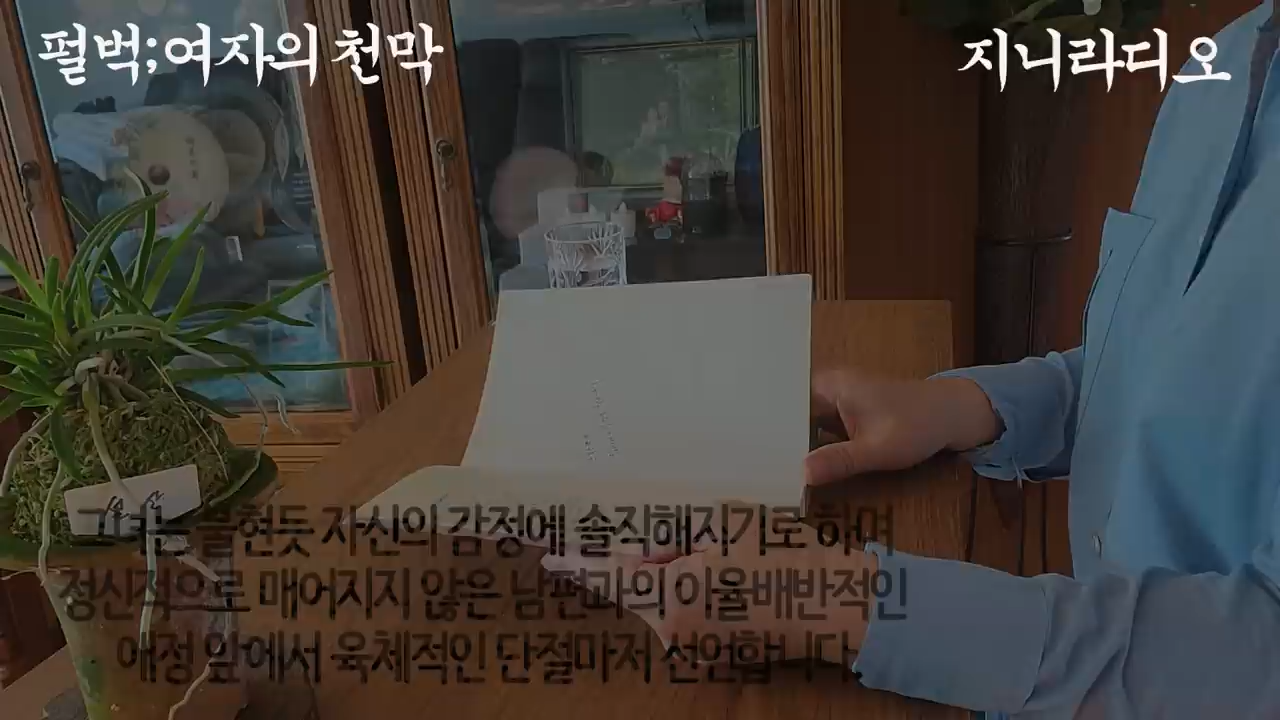 펄벅;여자의 천막
지니라디오
그녀는 불현듯 자신의 감정에 솔직해지기로 하며
정신적으로 매어지지 않은 남편과의 이율배반적인
애정 앞에서 육체적인 단절마저 선언합니다.